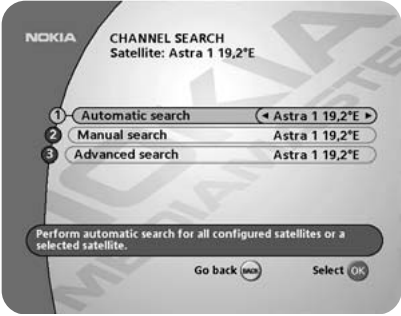 NOKIA
CHANNEL SEARCH
Satellite: Astra 1 19,2°E
1 Automatic search ◄ Astra 1 19,2°E ►
2 Manual search Astra 1 19,2°E
3 Advanced search Astra 1 19,2°E
Perform automatic search for all configured satellites or a
selected satellite.
Go back BACK Select OK
NOKIA
MEDIAMASTER